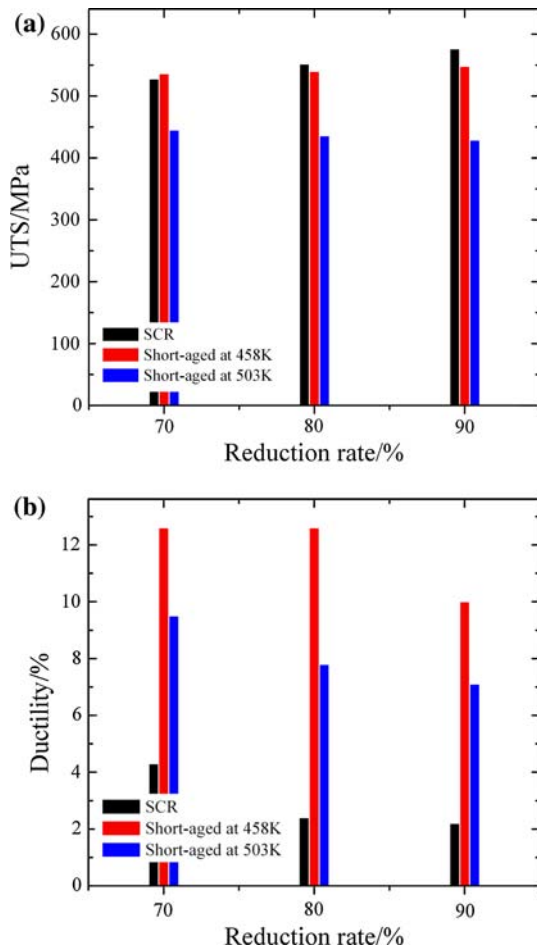 (a)
600
500
400
300
200
100
0
UTS/MPa
SCR
Short-aged at 458K
Short-aged at 503K
70 80 90
Reduction rate/%
(b)
12
10
8
6
4
2
0
Ductility/%
SCR
Short-aged at 458K
Short-aged at 503K
70 80 90
Reduction rate/%